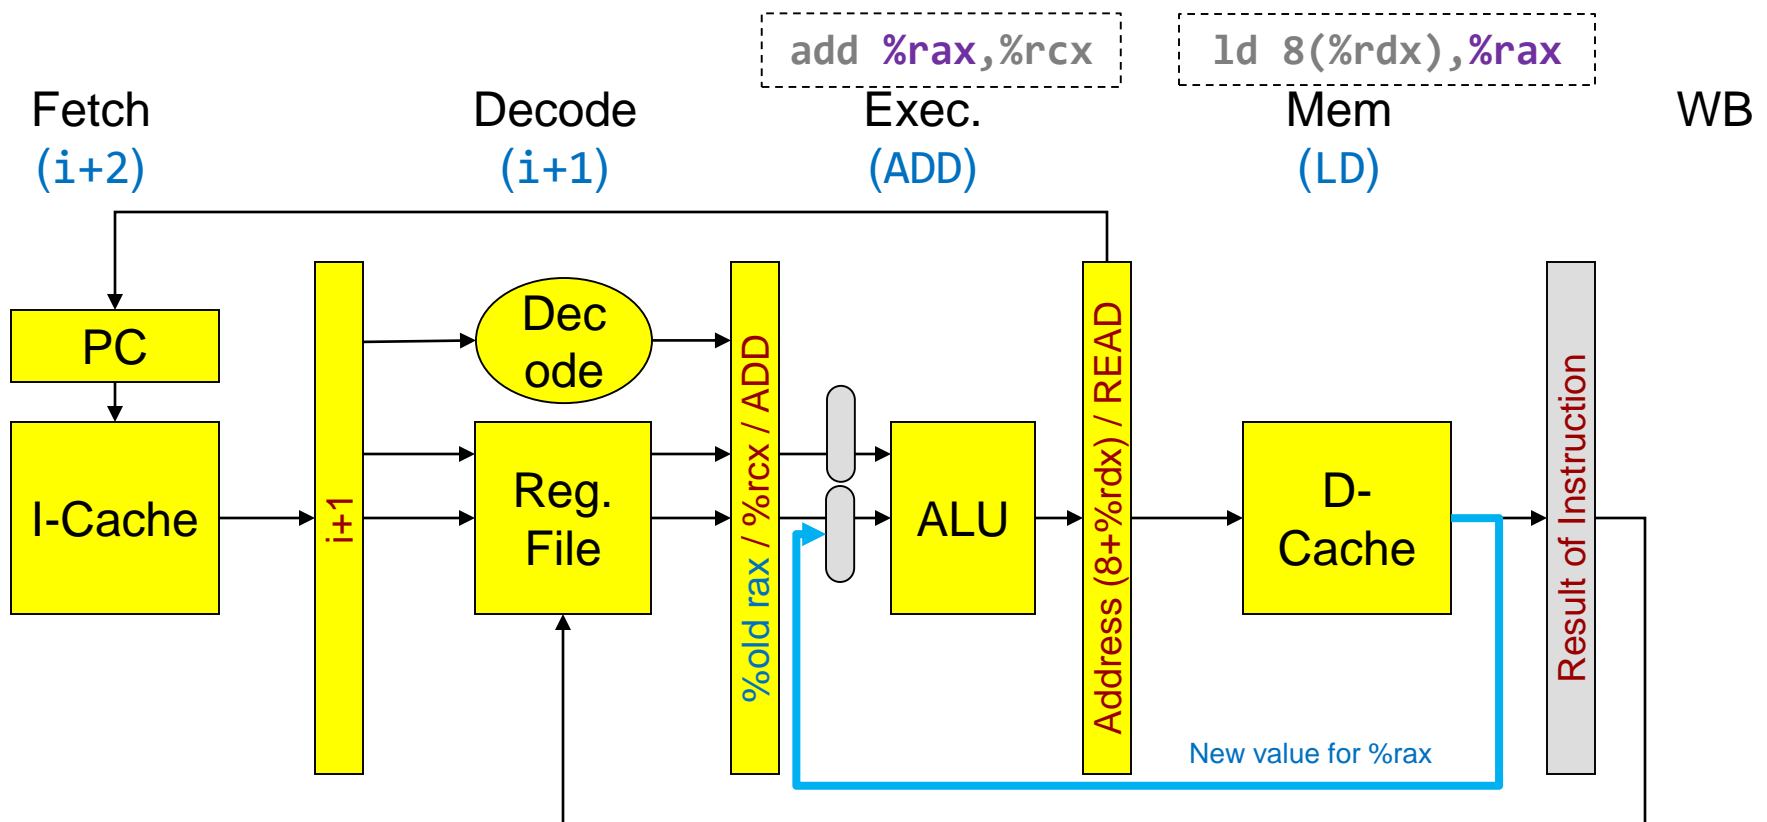 add %rax,%rcx
ld 8(%rdx),%rax
Fetch
Decode
Exec.
Mem
WB
(i+2)
(i+1)
(ADD)
(LD)
PC
I-Cache
i+1
Dec
ode
Reg.
File
%old rax / %rcx / ADD
ALU
Address (8+%rdx) / READ
D-
Cache
Result of Instruction
New value for %rax